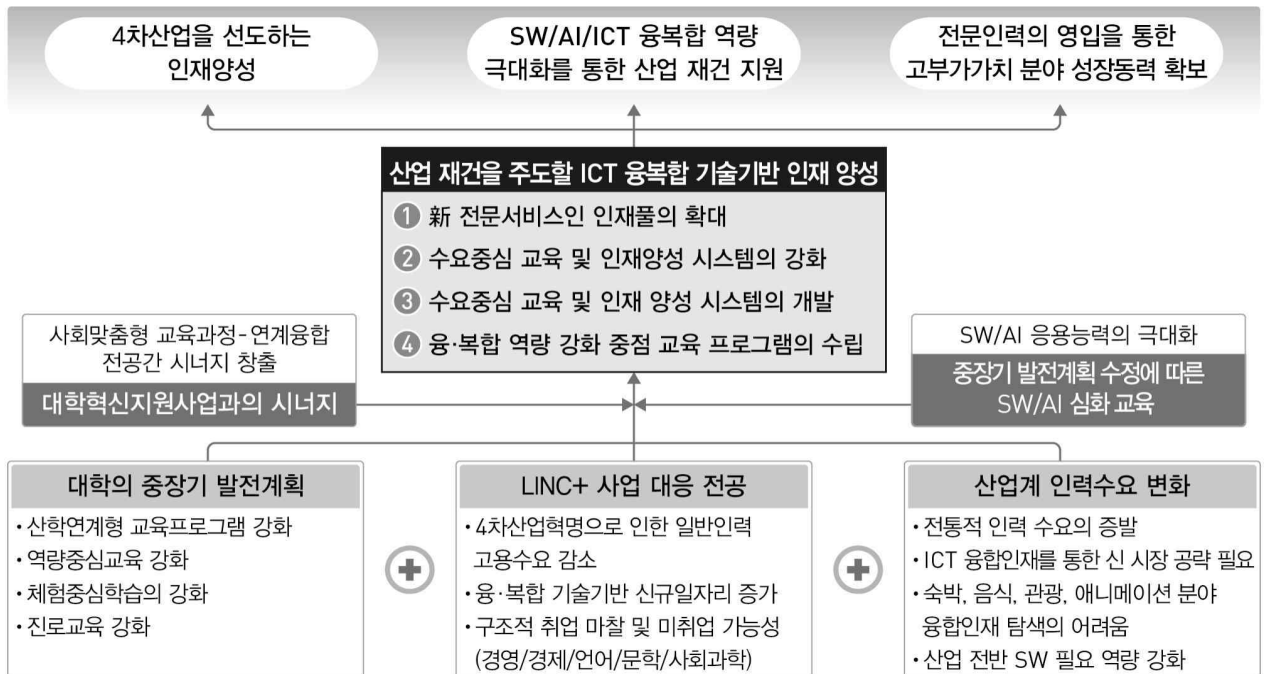 4차산업을 선도하는
인재양성
SW/AI/ICT 융복합 역량
극대화를 통한 산업 재건 지원
전문인력의 영입을 통한
고부가가치 분야 성장동력 확보
산업 재건을 주도할 ICT 융복합 기술기반 인재 양성
1 新 전문서비스인 인재풀의 확대
2 수요중심 교육 및 인재양성 시스템의 강화
3 수요중심 교육 및 인재 양성 시스템의 개발
4 융·복합 역량 강화 중점 교육 프로그램의 수립
사회맞춤형 교육과정-연계융합
전공간 시너지 창출
대학혁신지원사업과의 시너지
SW/AI 응용능력의 극대화
중장기 발전계획 수정에 따른
SW/AI 심화 교육
대학의 중장기 발전계획
·산학연계형 교육프로그램 강화
·역량중심교육 강화
·체험중심학습의 강화
·진로교육 강화
LINC+ 사업 대응 전공
·4차산업혁명으로 인한 일반인력
고용수요 감소
·융·복합 기술기반 신규일자리 증가
·구조적 취업 마찰 및 미취업 가능성
(경영/경제/언어/문학/사회과학)
산업계 인력수요 변화
·전통적 인력 수요의 증발
·ICT 융합인재를 통한 신 시장 공략 필요
·숙박, 음식, 관광, 애니메이션 분야
융합인재 탐색의 어려움
·산업 전반 SW 필요 역량 강화